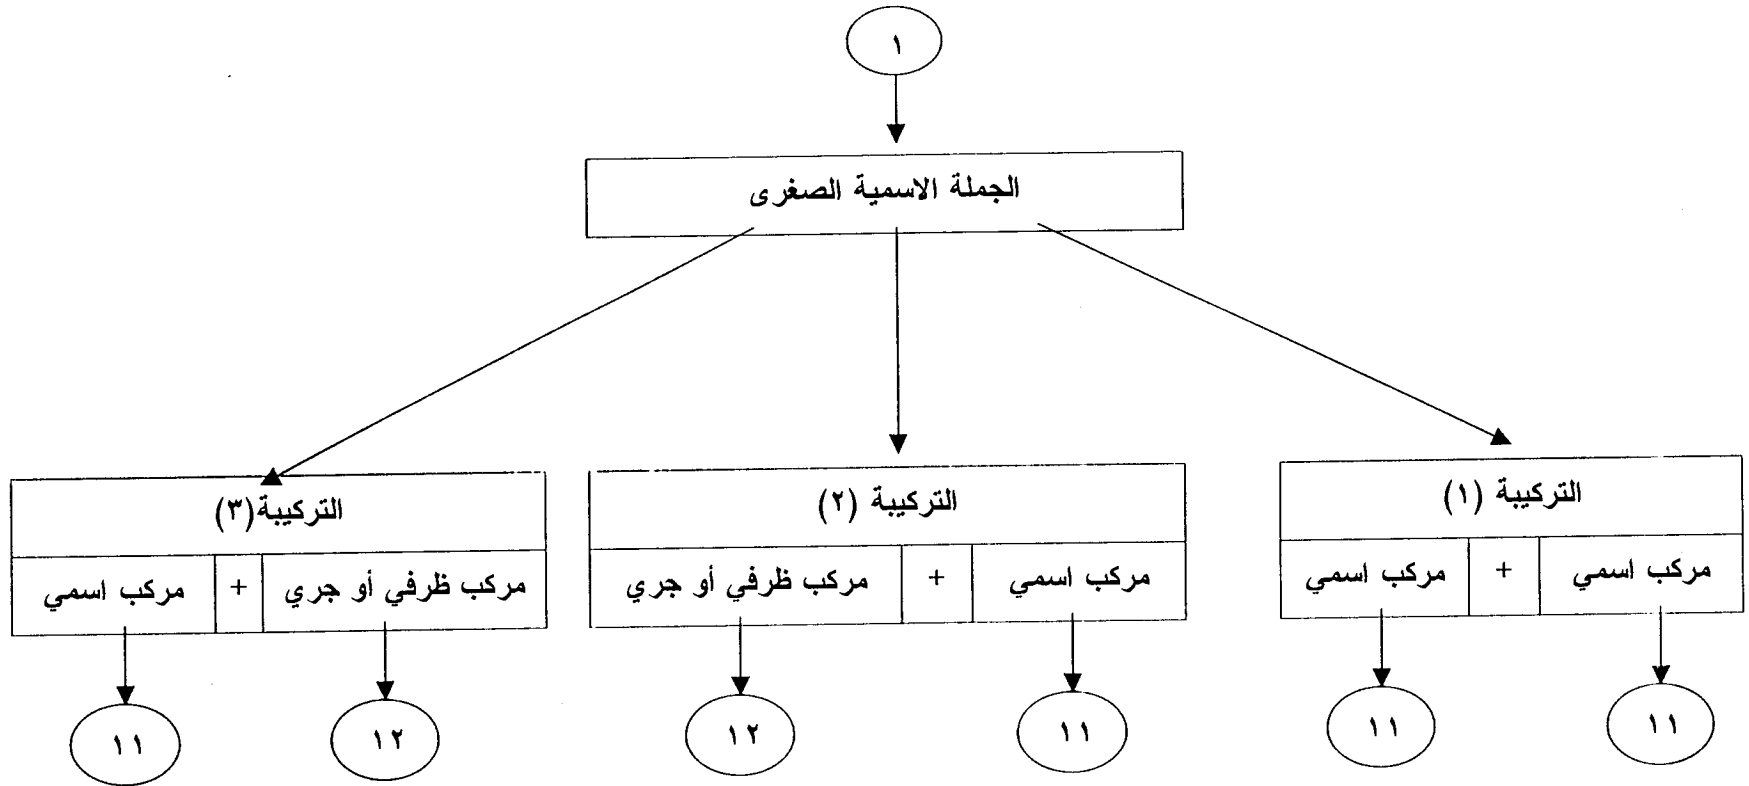 ١
الجملة الاسمية الصغرى
التركيبة (١)
مركب اسمي + مركب اسمي
١١ ١١
التركيبة (٢)
مركب اسمي + مركب ظرفي أو جري
١١ ١٢
التركيبة(٣)
مركب ظرفي أو جري + مركب اسمي
١٢ ١١